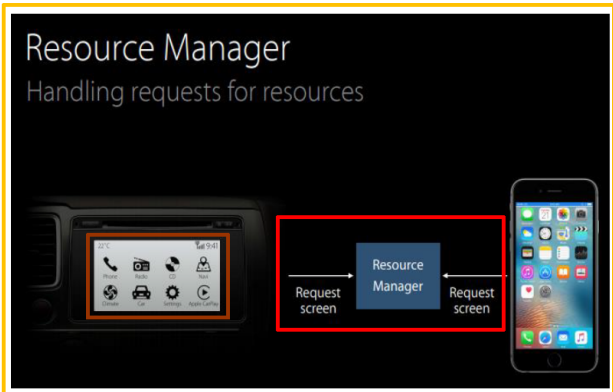 Resource Manager
Handling requests for resources
22°C
9:41
Phone
Radio
CD
Navi
Climate
Car
Settings
Apple CarPlay
Resource
Manager
Request
screen
Request
screen